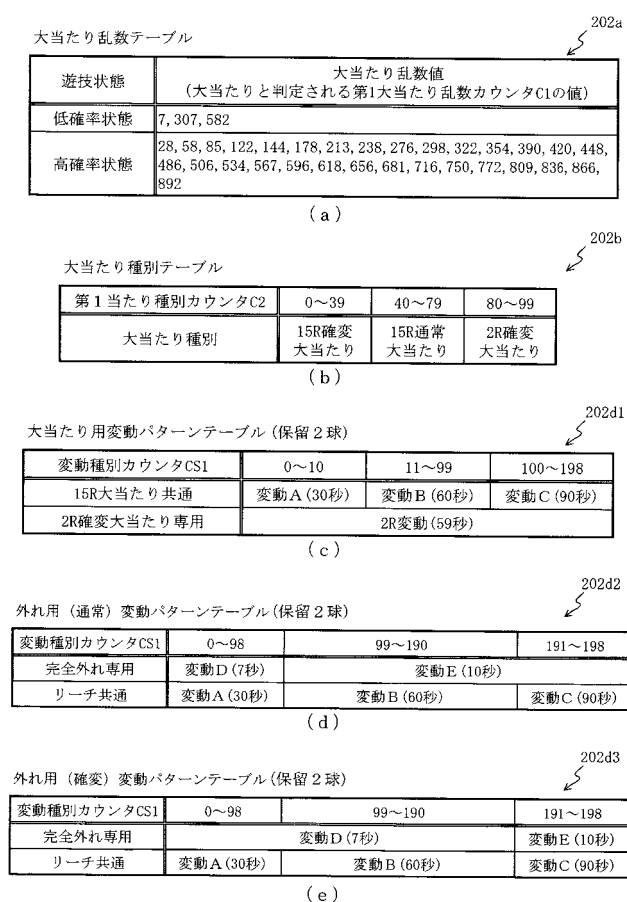 202a
大当たり乱数テーブル
遊技状態 大当たり乱数値
(大当たりと判定される第1大当たり乱数カウンタC1の値)
低確率状態 7,307,582
高確率状態 28,58,85,122,144,178,213,238,276,298,322,354,390,420,448,
486,506,534,567,596,618,656,681,716,750,772,809,836,866,
892
(a)
202b
大当たり種別テーブル
第1当たり種別カウンタC2 0～39 40～79 80～99
大当たり種別 15R確変 15R通常 2R確変
大当たり 大当たり 大当たり
(b)
202d1
大当たり用変動パターンテーブル(保留2球)
変動種別カウンタCS1 0～10 11～99 100～198
15R大当たり共通 変動A(30秒) 変動B(60秒) 変動C(90秒)
2R確変大当たり専用 2R変動(59秒)
(c)
202d2
外れ用(通常)変動パターンテーブル(保留2球)
変動種別カウンタCS1 0～98 99～190 191～198
完全外れ専用 変動D(7秒) 変動E(10秒)
リーチ共通 変動A(30秒) 変動B(60秒) 変動C(90秒)
(d)
202d3
外れ用(確変)変動パターンテーブル(保留2球)
変動種別カウンタCS1 0～98 99～190 191～198
完全外れ専用 変動D(7秒) 変動E(10秒)
リーチ共通 変動A(30秒) 変動B(60秒) 変動C(90秒)
(e)